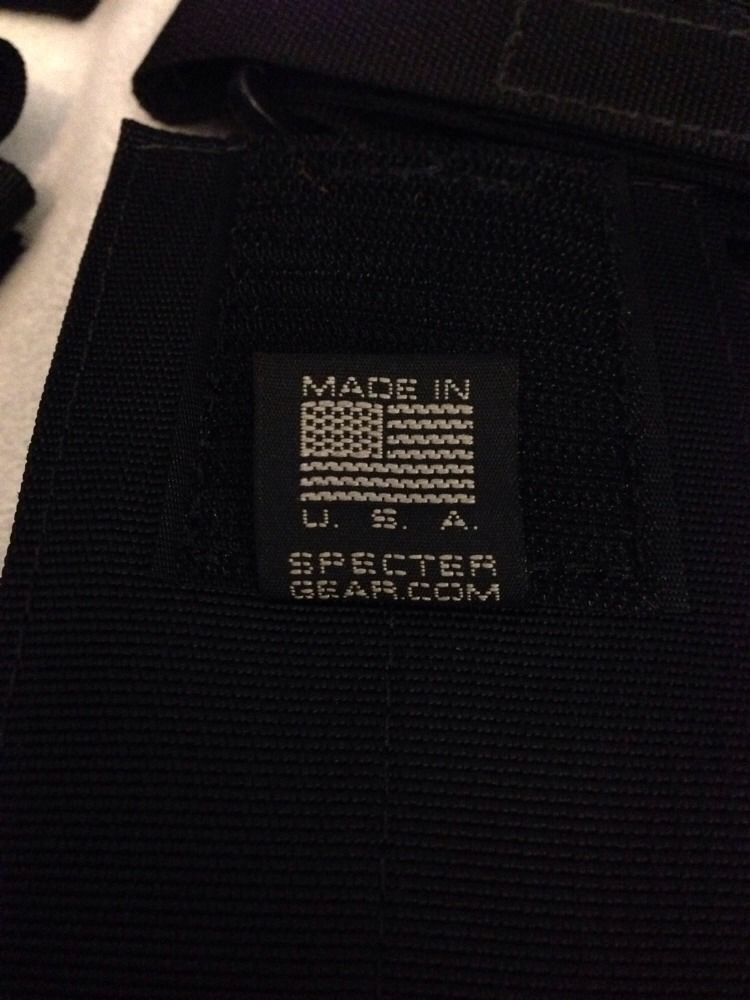 MADE IN
U. S. A.
SPECTER
GEAR.COM